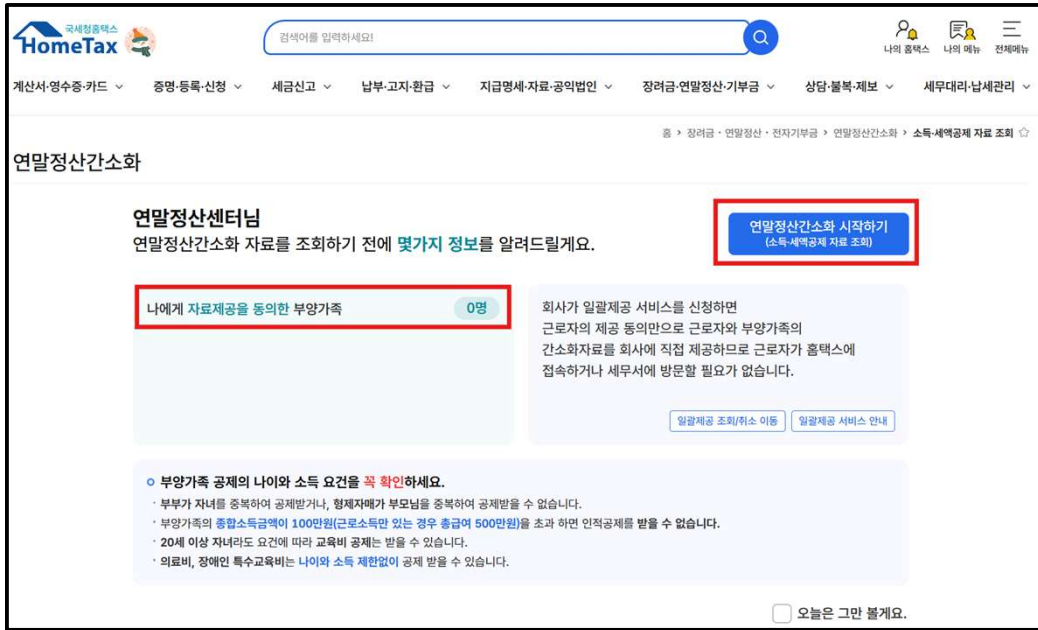 국세청홈택스
HomeTax
검색어를 입력하세요!
나의 홈택스
나의 메뉴
전체메뉴
계산서·영수증·카드
증명·등록·신청
세금신고
납부·고지·환급
지급명세·자료·공익법인
장려금·연말정산·기부금
상담·불복·제보
세무대리·납세관리
홈 > 장려금·연말정산·전자기부금 > 연말정산간소화 > 소득·세액공제 자료 조회
연말정산간소화
연말정산센터님
연말정산간소화 자료를 조회하기 전에 몇가지 정보를 알려드릴게요.
연말정산간소화 시작하기
(소득·세액공제 자료 조회)
나에게 자료제공을 동의한 부양가족
0명
회사가 일괄제공 서비스를 신청하면
근로자의 제공 동의만으로 근로자와 부양가족의
간소화자료를 회사에 직접 제공하므로 근로자가 홈택스에
접속하거나 세무서에 방문할 필요가 없습니다.
일괄제공 조회/취소 이동
일괄제공 서비스 안내
부양가족 공제의 나이와 소득 요건을 꼭 확인하세요.
· 부부가 자녀를 중복하여 공제받거나, 형제자매가 부모님을 중복하여 공제받을 수 없습니다.
· 부양가족의 종합소득금액이 100만원(근로소득만 있는 경우 총급여 500만원)을 초과 하면 인적공제를 받을 수 없습니다.
· 20세 이상 자녀라도 요건에 따라 교육비 공제는 받을 수 있습니다.
· 의료비, 장애인 특수교육비는 나이와 소득 제한없이 공제 받을 수 있습니다.
오늘은 그만 볼게요.